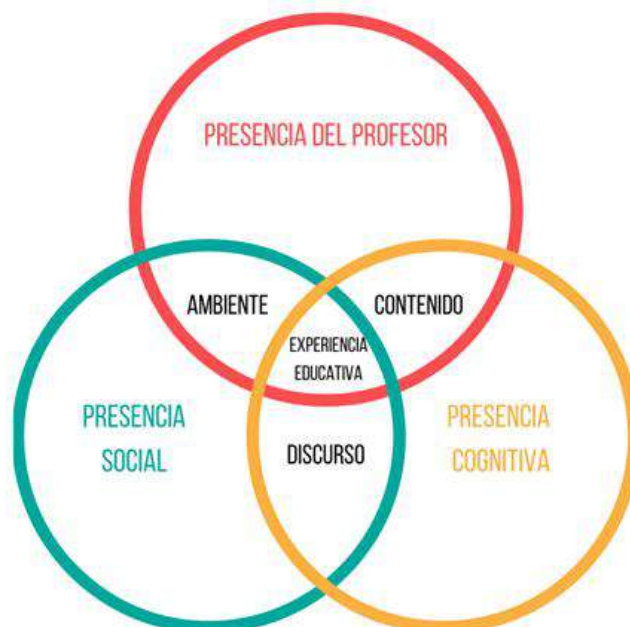 PRESENCIA DEL PROFESOR
AMBIENTE
CONTENIDO
EXPERIENCIA
EDUCATIVA
PRESENCIA
SOCIAL
DISCURSO
PRESENCIA
COGNITIVA